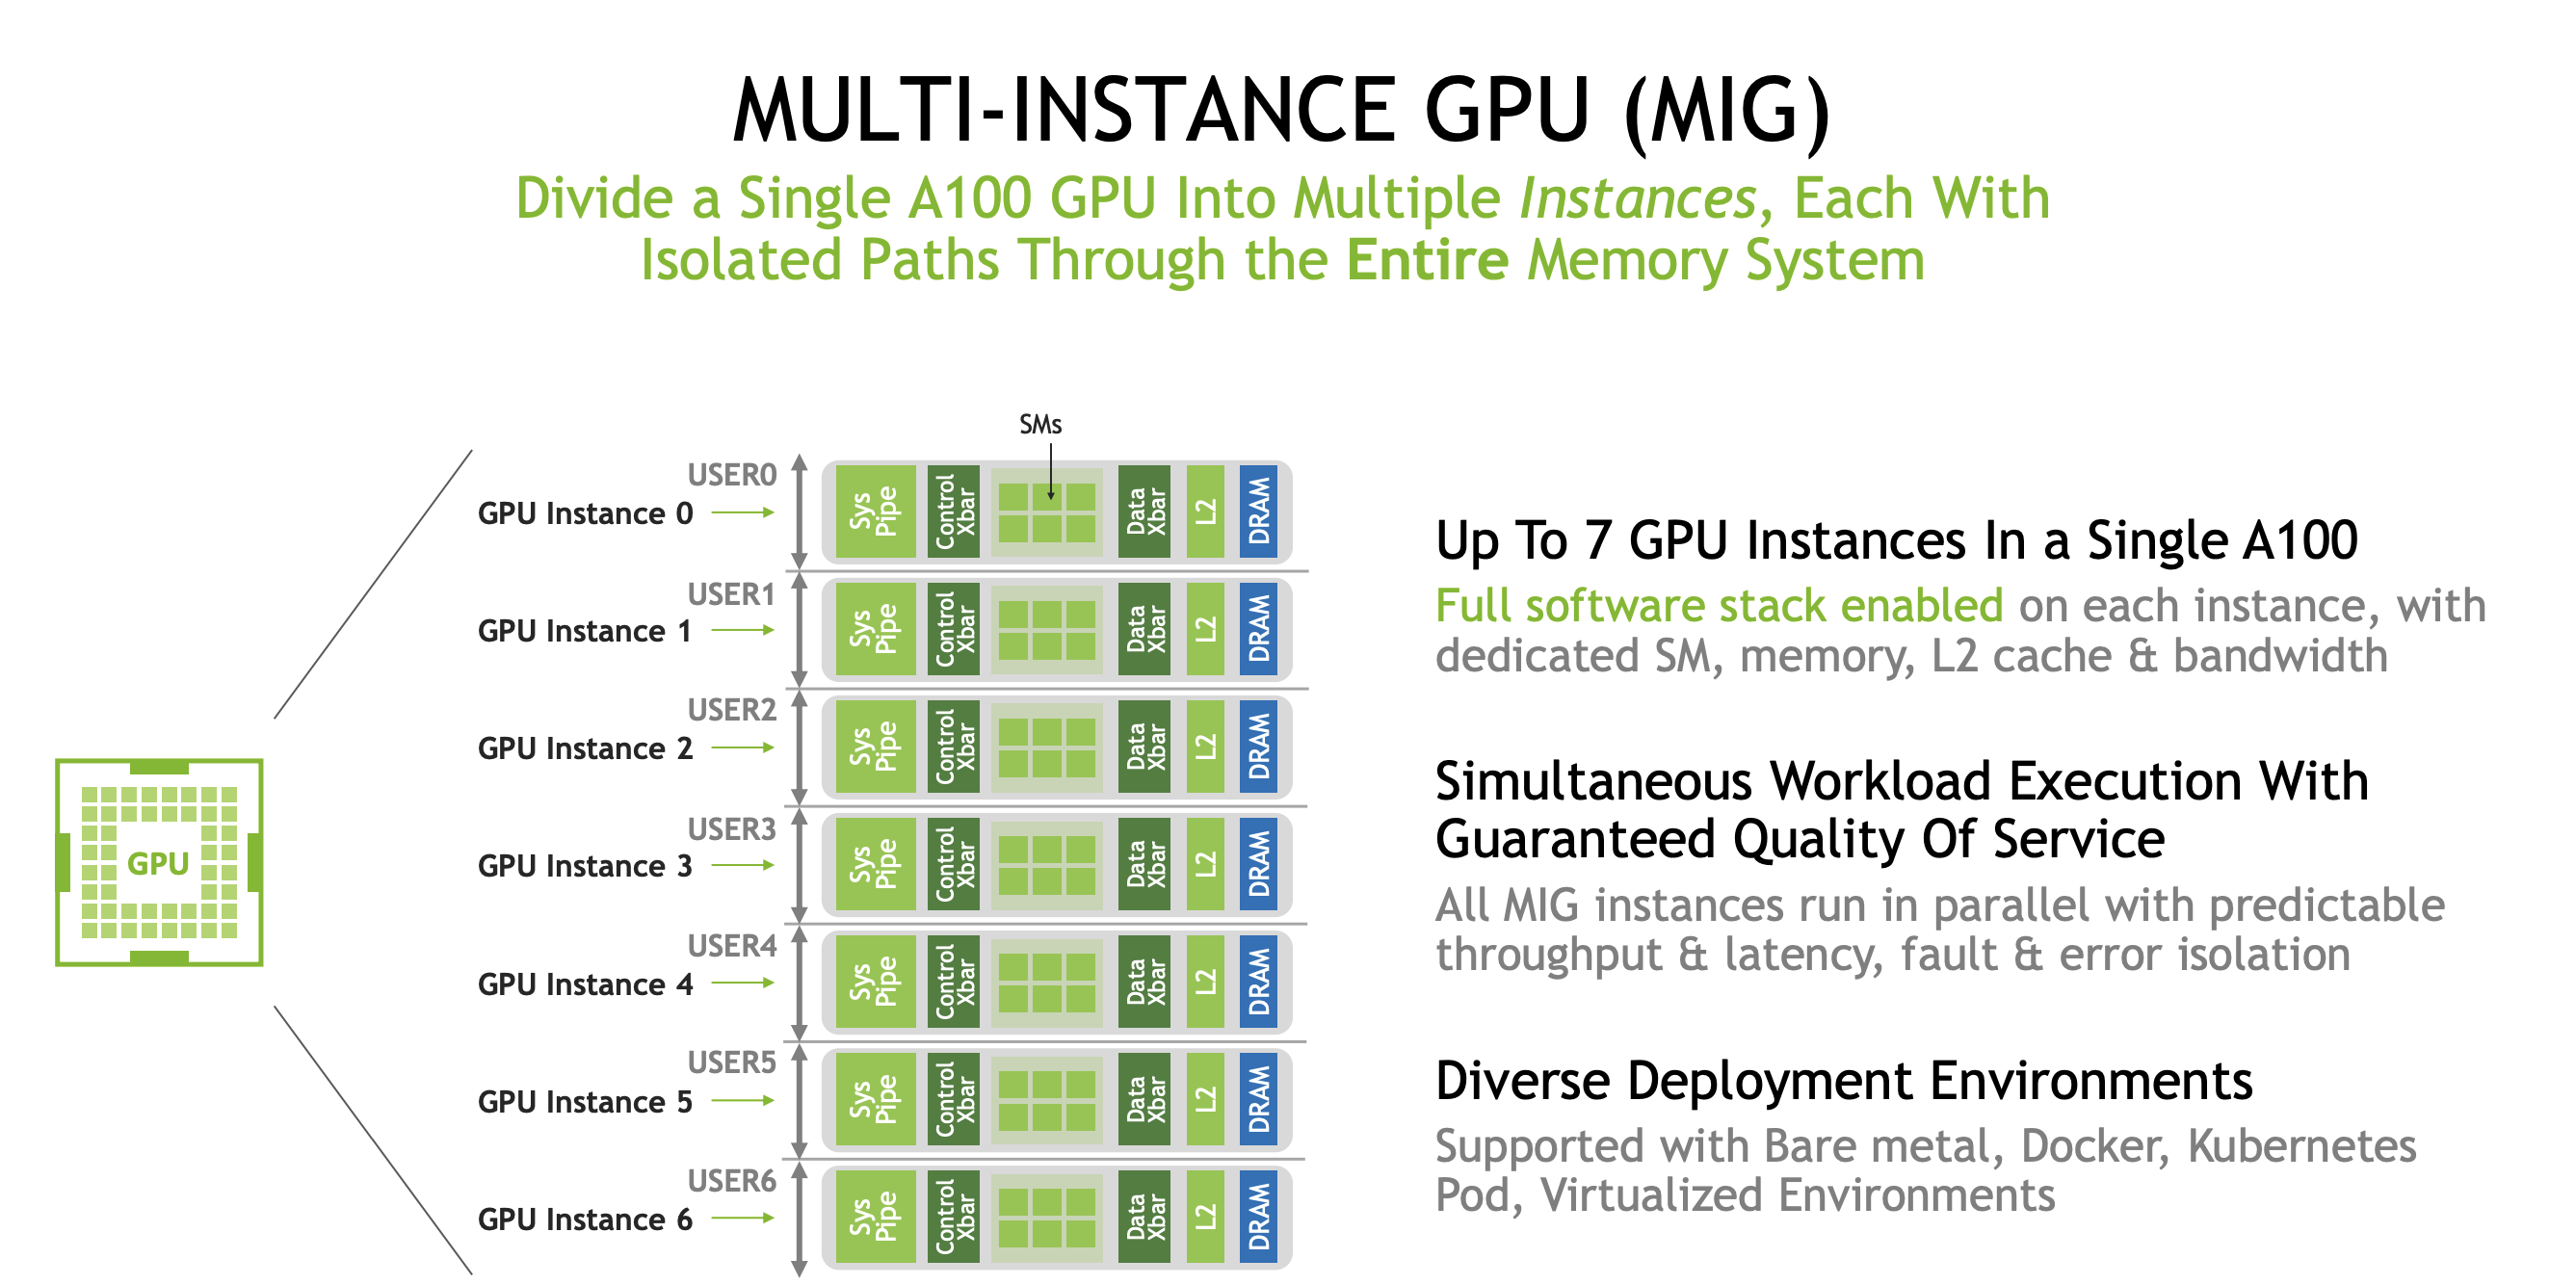 MULTI-INSTANCE GPU (MIG)
Divide a Single A100 GPU Into Multiple Instances, Each With
Isolated Paths Through the Entire Memory System
SMs
USER0
GPU Instance 0
Sys
Pipe
Control
Xbar
Data
Xbar
L2
DRAM
USER1
GPU Instance 1
Sys
Pipe
Control
Xbar
Data
Xbar
L2
DRAM
USER2
GPU Instance 2
Sys
Pipe
Control
Xbar
Data
Xbar
L2
DRAM
USER3
GPU Instance 3
Sys
Pipe
Control
Xbar
Data
Xbar
L2
DRAM
USER4
GPU Instance 4
Sys
Pipe
Control
Xbar
Data
Xbar
L2
DRAM
USER5
GPU Instance 5
Sys
Pipe
Control
Xbar
Data
Xbar
L2
DRAM
USER6
GPU Instance 6
Sys
Pipe
Control
Xbar
Data
Xbar
L2
DRAM
GPU
Up To 7 GPU Instances In a Single A100
Full software stack enabled on each instance, with
dedicated SM, memory, L2 cache & bandwidth
Simultaneous Workload Execution With
Guaranteed Quality Of Service
All MIG instances run in parallel with predictable
throughput & latency, fault & error isolation
Diverse Deployment Environments
Supported with Bare metal, Docker, Kubernetes
Pod, Virtualized Environments